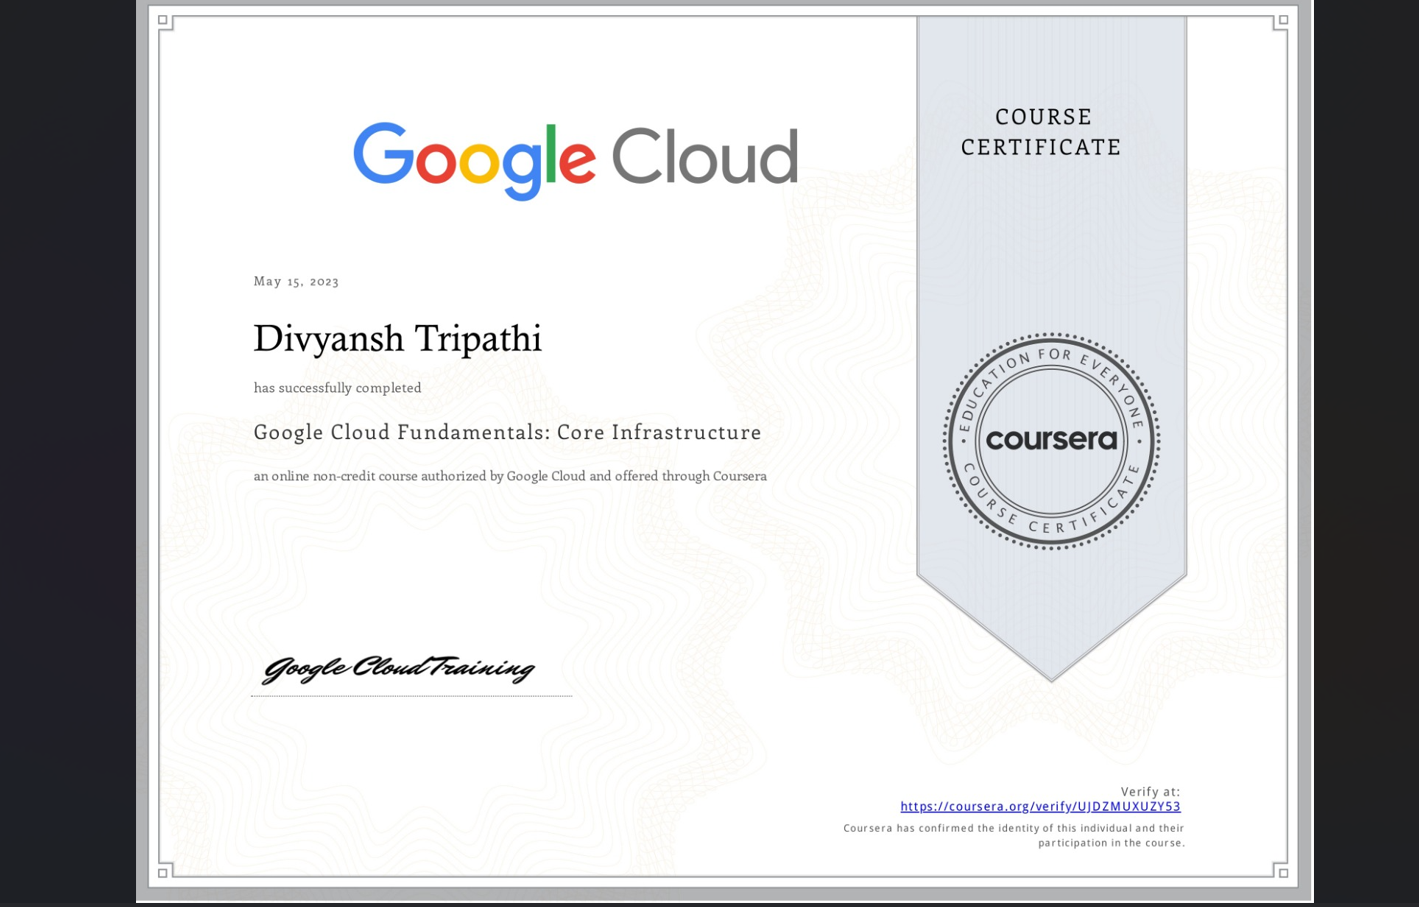 Google Cloud
COURSE
CERTIFICATE
May 15, 2023
Divyansh Tripathi
has successfully completed
Google Cloud Fundamentals: Core Infrastructure
an online non-credit course authorized by Google Cloud and offered through Coursera
EDUCATION FOR EVERYONE
coursera
COURSE CERTIFICATE
Google Cloud Training
Verify at:
https://coursera.org/verify/UJDZMUXUZY53
Coursera has confirmed the identity of this individual and their
participation in the course.